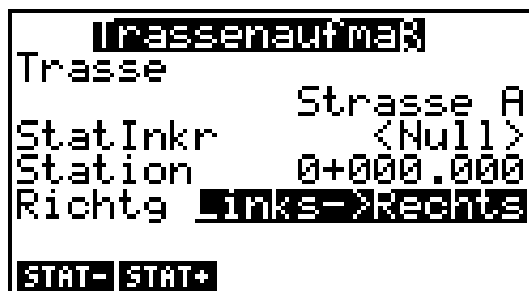 Trassenaufmaß
Trasse
Strasse A
StatInkr <Null>
Station 0+000.000
Richtg Links->Rechts
STAT- STAT+